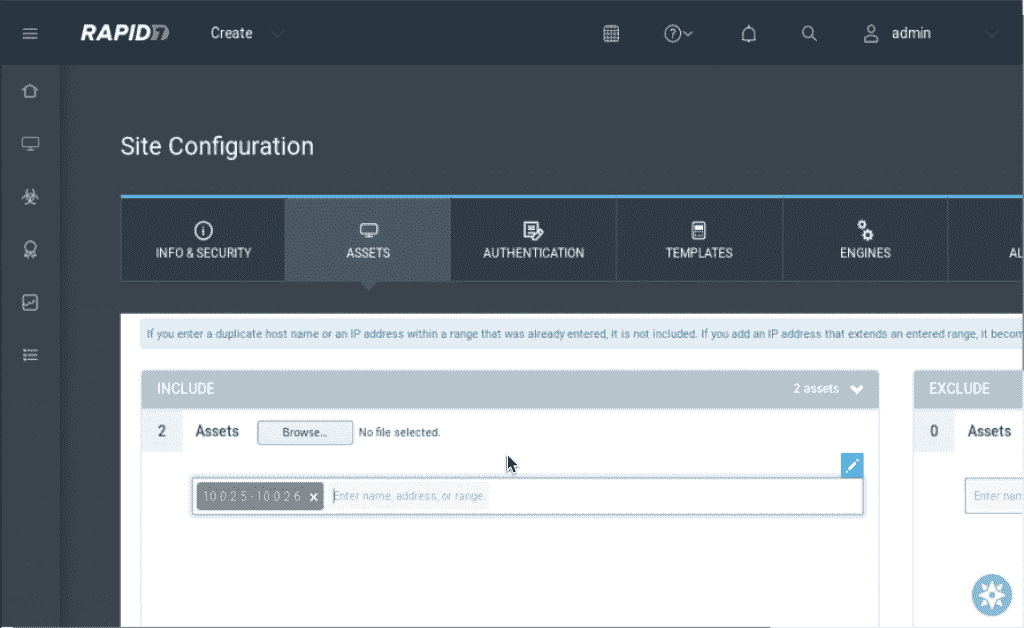 RAPID7 Create admin
Site Configuration
INFO & SECURITY ASSETS AUTHENTICATION TEMPLATES ENGINES AL
If you enter a duplicate host name or an IP address within a range that was already entered, it is not included. If you add an IP address that extends an entered range, it becom
INCLUDE 2 assets EXCLUDE
2 Assets Browse... No file selected. 0 Assets
10.0.2.5 - 10.0.2.6 × Enter name, address, or range. Enter nam